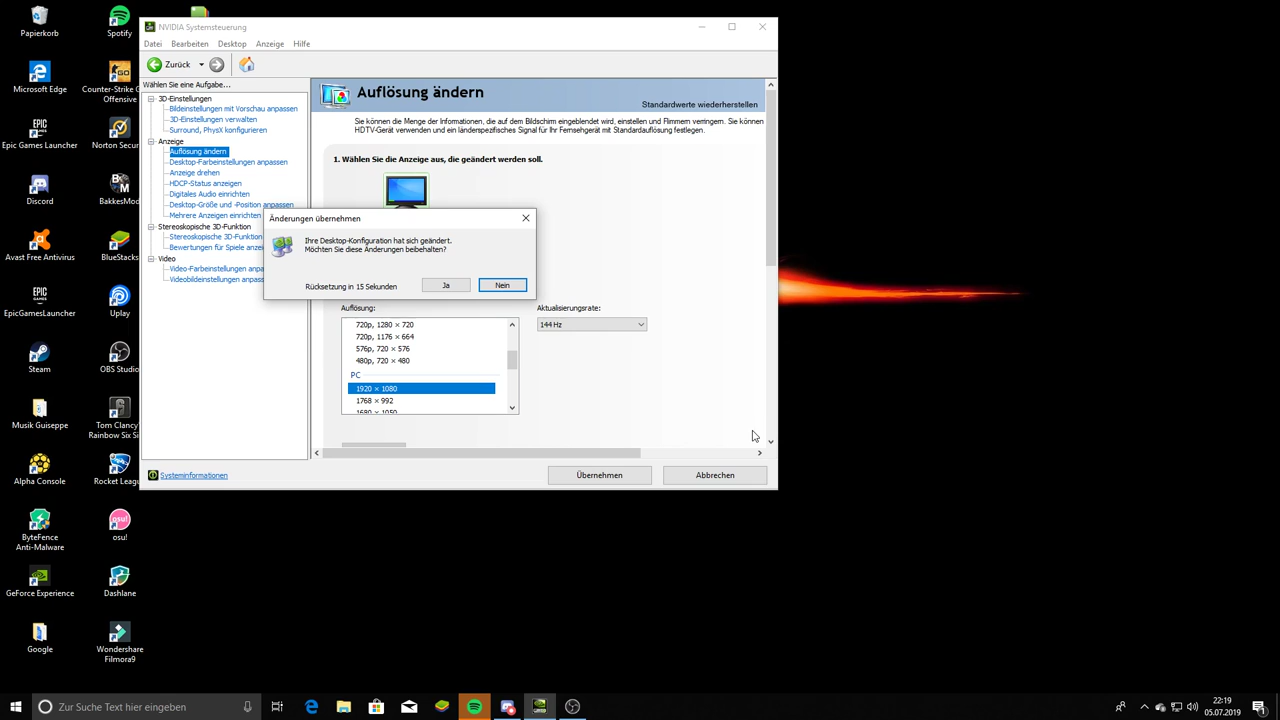 Papierkorb
Spotify
Microsoft Edge
Counter-Strike G
Offensive
Epic Games Launcher
Norton Secur
Discord
BakkesMod
Avast Free Antivirus
BlueStacks
EpicGamesLauncher
Uplay
Steam
OBS Studio
Musik Guiseppe
Tom Clancy
Rainbow Six Si
Alpha Console
Rocket Leagu
ByteFence
Anti-Malware
osu!
GeForce Experience
Dashlane
Google
Wondershare
Filmora9
NVIDIA Systemsteuerung
Datei Bearbeiten Desktop Anzeige Hilfe
Zurück
Wählen Sie eine Aufgabe...
3D-Einstellungen
Bildeinstellungen mit Vorschau anpassen
3D-Einstellungen verwalten
Surround, PhysX konfigurieren
Anzeige
Auflösung ändern
Desktop-Farbeinstellungen anpassen
Anzeige drehen
HDCP-Status anzeigen
Digitales Audio einrichten
Desktop-Größe und -Position anpassen
Mehrere Anzeigen einrichten
Stereoskopische 3D-Funktion
Stereoskopische 3D-Funktion
Bewertungen für Spiele anzei
Video
Video-Farbeinstellungen anpa
Videobildeinstellungen anpass
Systeminformationen
Auflösung ändern
Standardwerte wiederherstellen
Sie können die Menge der Informationen, die auf dem Bildschirm eingeblendet wird, einstellen und Flimmern verringern. Sie können
HDTV-Gerät verwenden und ein länderspezifisches Signal für Ihr Fernsehgerät mit Standardauflösung festlegen.
1. Wählen Sie die Anzeige aus, die geändert werden soll.
Änderungen übernehmen
Ihre Desktop-Konfiguration hat sich geändert.
Möchten Sie diese Änderungen beibehalten?
Rücksetzung in 15 Sekunden
Ja
Nein
Auflösung:
Aktualisierungsrate:
720p, 1280 × 720
144 Hz
720p, 1176 × 664
576p, 720 × 576
480p, 720 × 480
PC
1920 × 1080
1768 × 992
1680 × 1050
Übernehmen
Abbrechen
Zur Suche Text hier eingeben
22:19
05.07.2019
1